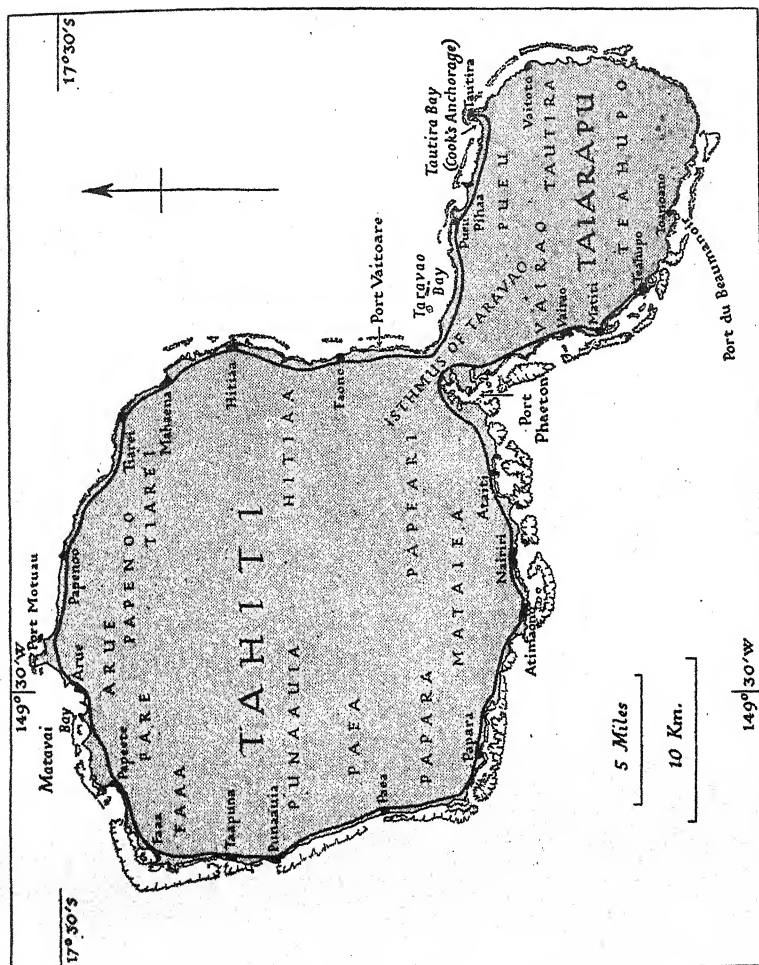 149° 30'W
17° 30'S
17° 30'S
Port Motuau
Matavai
Bay
Arue
Papenoo
Papeete
ARUE
PAPENOO
TIAREI
Tiarei
Mahaena
PARE
FAAA
Faaa
Taapuna
Hitiaa
TAHITI
HITIAA
Punaauia
PUNAAUIA
Faone
Port Vaitoare
PAEA
Paea
Taravao
Bay
Tautira Bay
(Cook's Anchorage)
Tautira
ISTHMUS OF TARAVAO
PAPEARI
PAPARA
MATAIEA
Papara
Atimaono
Nairiri
Ataiti
Port
Phaeton
Pueu
Pihaa
PUEU
Vaitoto
VAIRAO
TAUTIRA
TAIARAPU
Vairao
Matiti
TEAHUPO
Teahupo
Port du Beaumanoir
5 Miles
10 Km.
149° 30'W